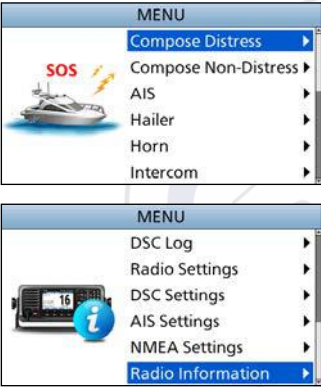 MENU
SOS
Compose Distress
Compose Non-Distress
AIS
Hailer
Horn
Intercom
MENU
16
DSC Log
Radio Settings
DSC Settings
AIS Settings
NMEA Settings
Radio Information